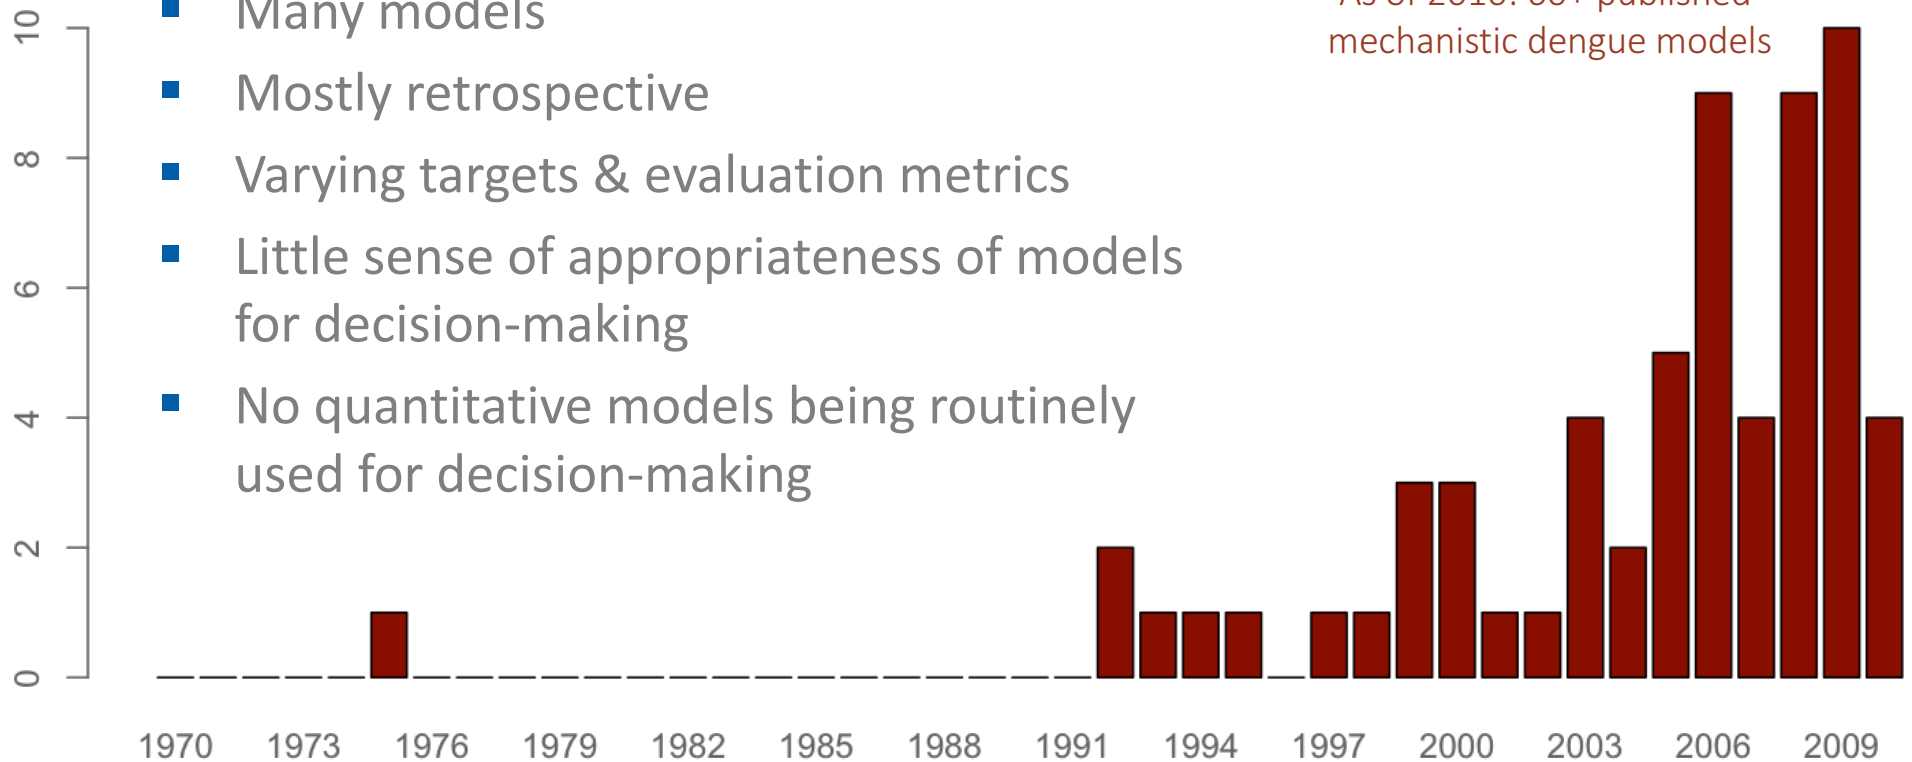 Many models
Mostly retrospective
Varying targets & evaluation metrics
Little sense of appropriateness of models
for decision-making
No quantitative models being routinely
used for decision-making
published
mechanistic dengue models
10
8
6
4
2
0
1970 1973 1976 1979 1982 1985 1988 1991 1994 1997 2000 2003 2006 2009